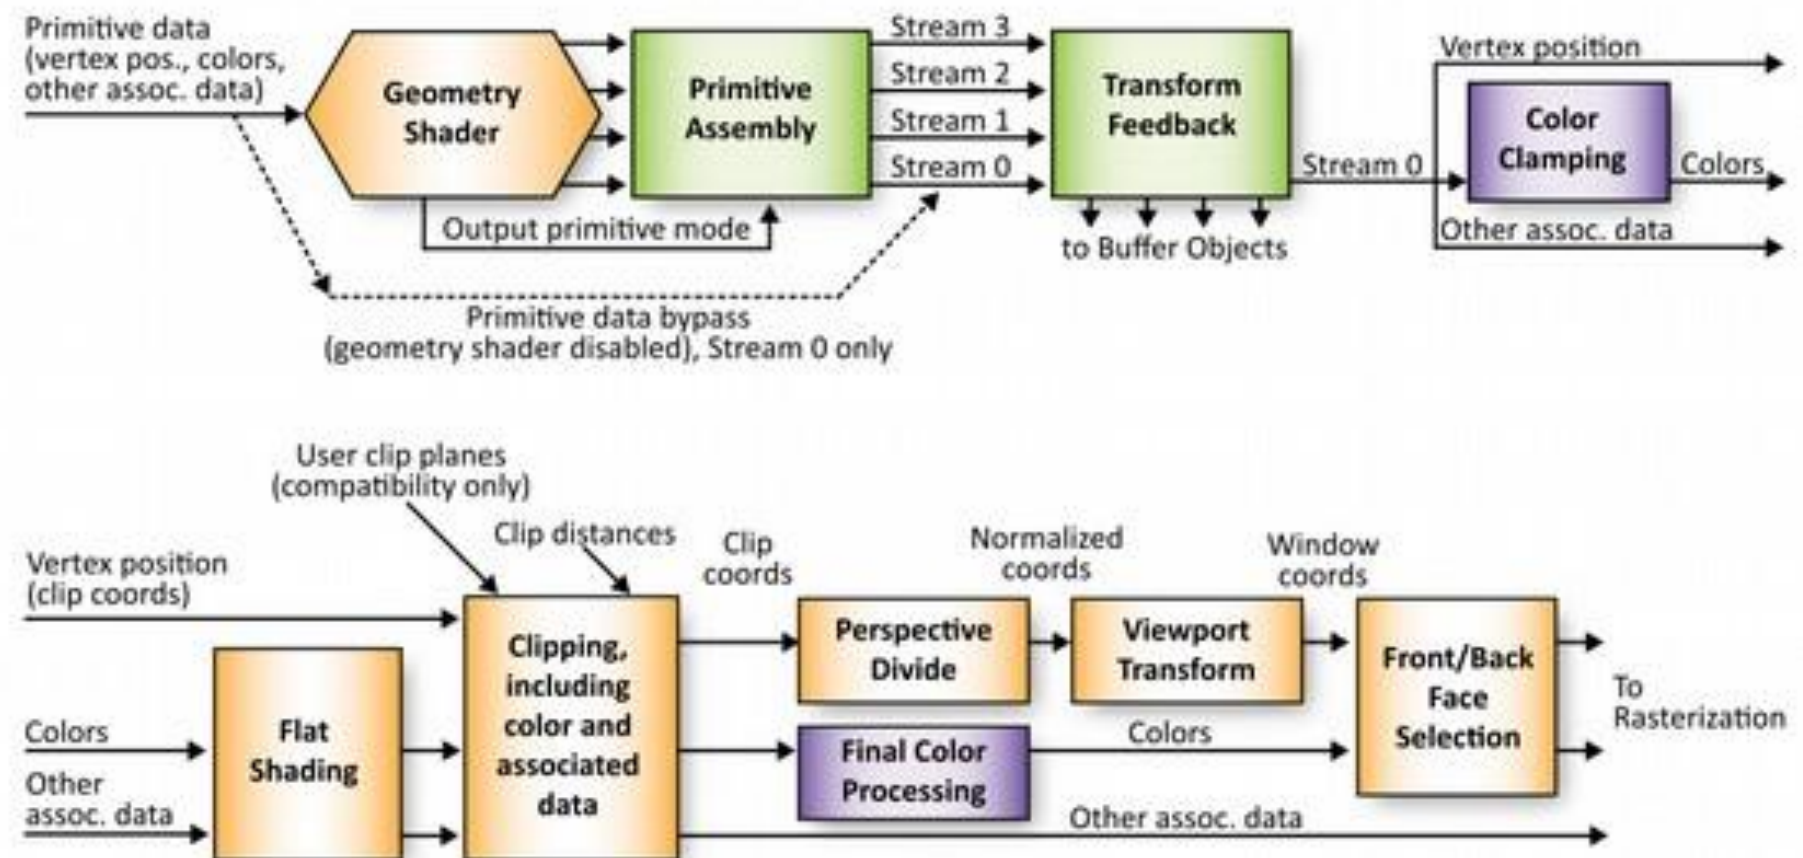 Primitive data
(vertex pos., colors,
other assoc. data)
Geometry
Shader
Primitive
Assembly
Stream 3
Stream 2
Stream 1
Stream 0
Transform
Feedback
Stream 0
Vertex position
Color
Clamping
Colors
Other assoc. data
Output primitive mode
to Buffer Objects
Primitive data bypass
(geometry shader disabled), Stream 0 only
User clip planes
(compatibility only)
Clip distances
Clip
coords
Normalized
coords
Window
coords
Vertex position
(clip coords)
Clipping,
including
color and
associated
data
Perspective
Divide
Viewport
Transform
Front/Back
Face
Selection
To
Rasterization
Colors
Flat
Shading
Other
assoc. data
Final Color
Processing
Colors
Other assoc. data